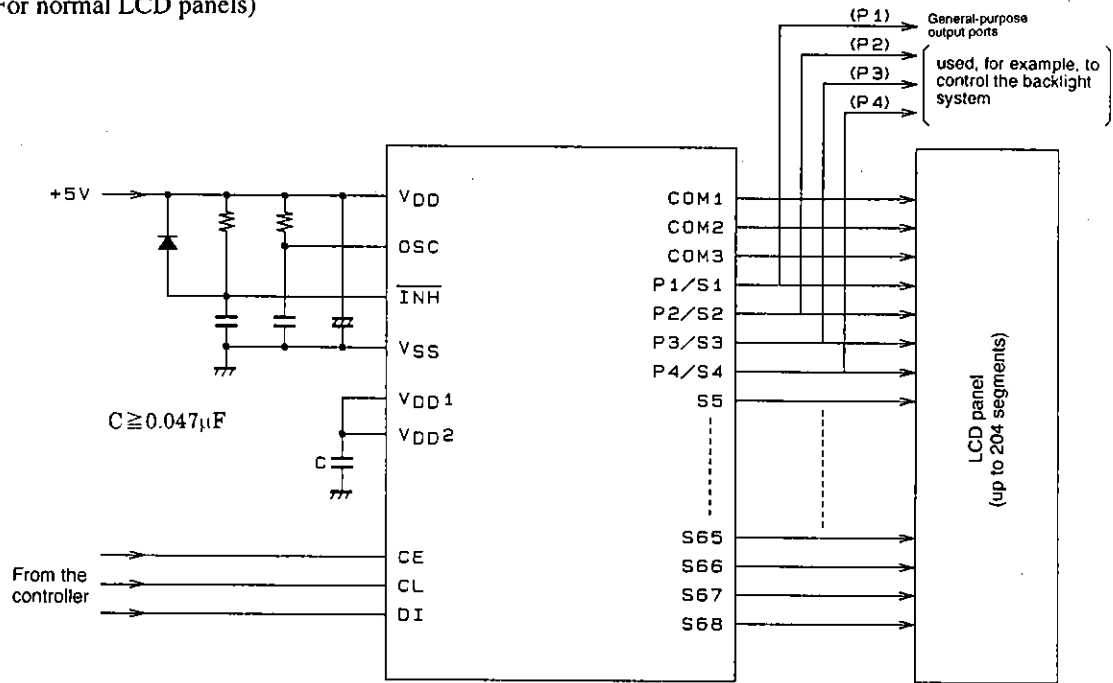 For normal LCD panels)
(P1)
General-purpose
output ports
(P2)
(P3)
(P4)
used, for example, to
control the backlight
system
+5V
VDD
OSC
INH
VSS
VDD1
VDD2
C≧0.047μF
C
From the
controller
CE
CL
DI
COM1
COM2
COM3
P1/S1
P2/S2
P3/S3
P4/S4
S5
S65
S66
S67
S68
LCD panel
(up to 204 segments)